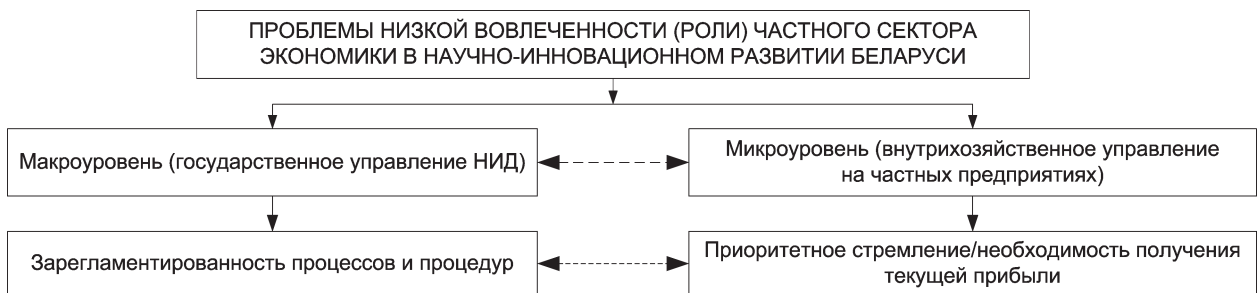 ПРОБЛЕМЫ НИЗКОЙ ВОВЛЕЧЕННОСТИ (РОЛИ) ЧАСТНОГО СЕКТОРА
ЭКОНОМИКИ В НАУЧНО-ИННОВАЦИОННОМ РАЗВИТИИ БЕЛАРУСИ
Макроуровень (государственное управление НИД)
Микроуровень (внутрихозяйственное управление
на частных предприятиях)
Зарегламентированность процессов и процедур
Приоритетное стремление/необходимость получения
текущей прибыли